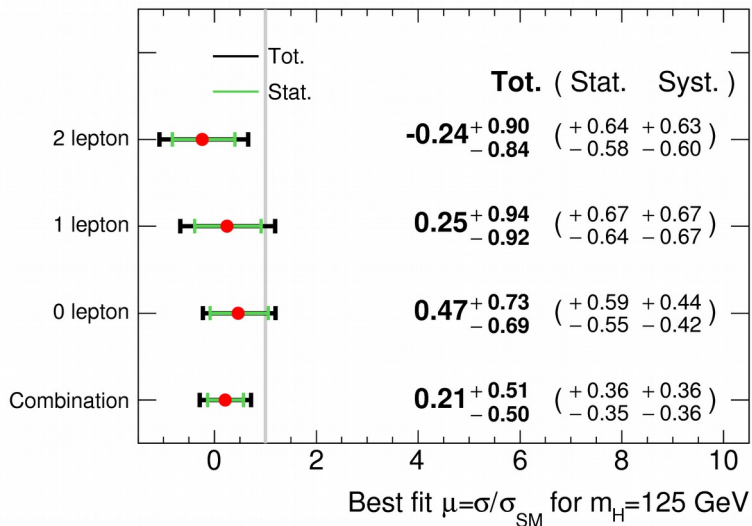 Tot.
Stat.
Tot. ( Stat. Syst. )
2 lepton -0.24 +0.90 −0.84 ( +0.64 −0.58 +0.63 −0.60 )
1 lepton 0.25 +0.94 −0.92 ( +0.67 −0.64 +0.67 −0.67 )
0 lepton 0.47 +0.73 −0.69 ( +0.59 −0.55 +0.44 −0.42 )
Combination 0.21 +0.51 −0.50 ( +0.36 −0.35 +0.36 −0.36 )
0 2 4 6 8 10
Best fit μ=σ/σ_SM for m_H=125 GeV